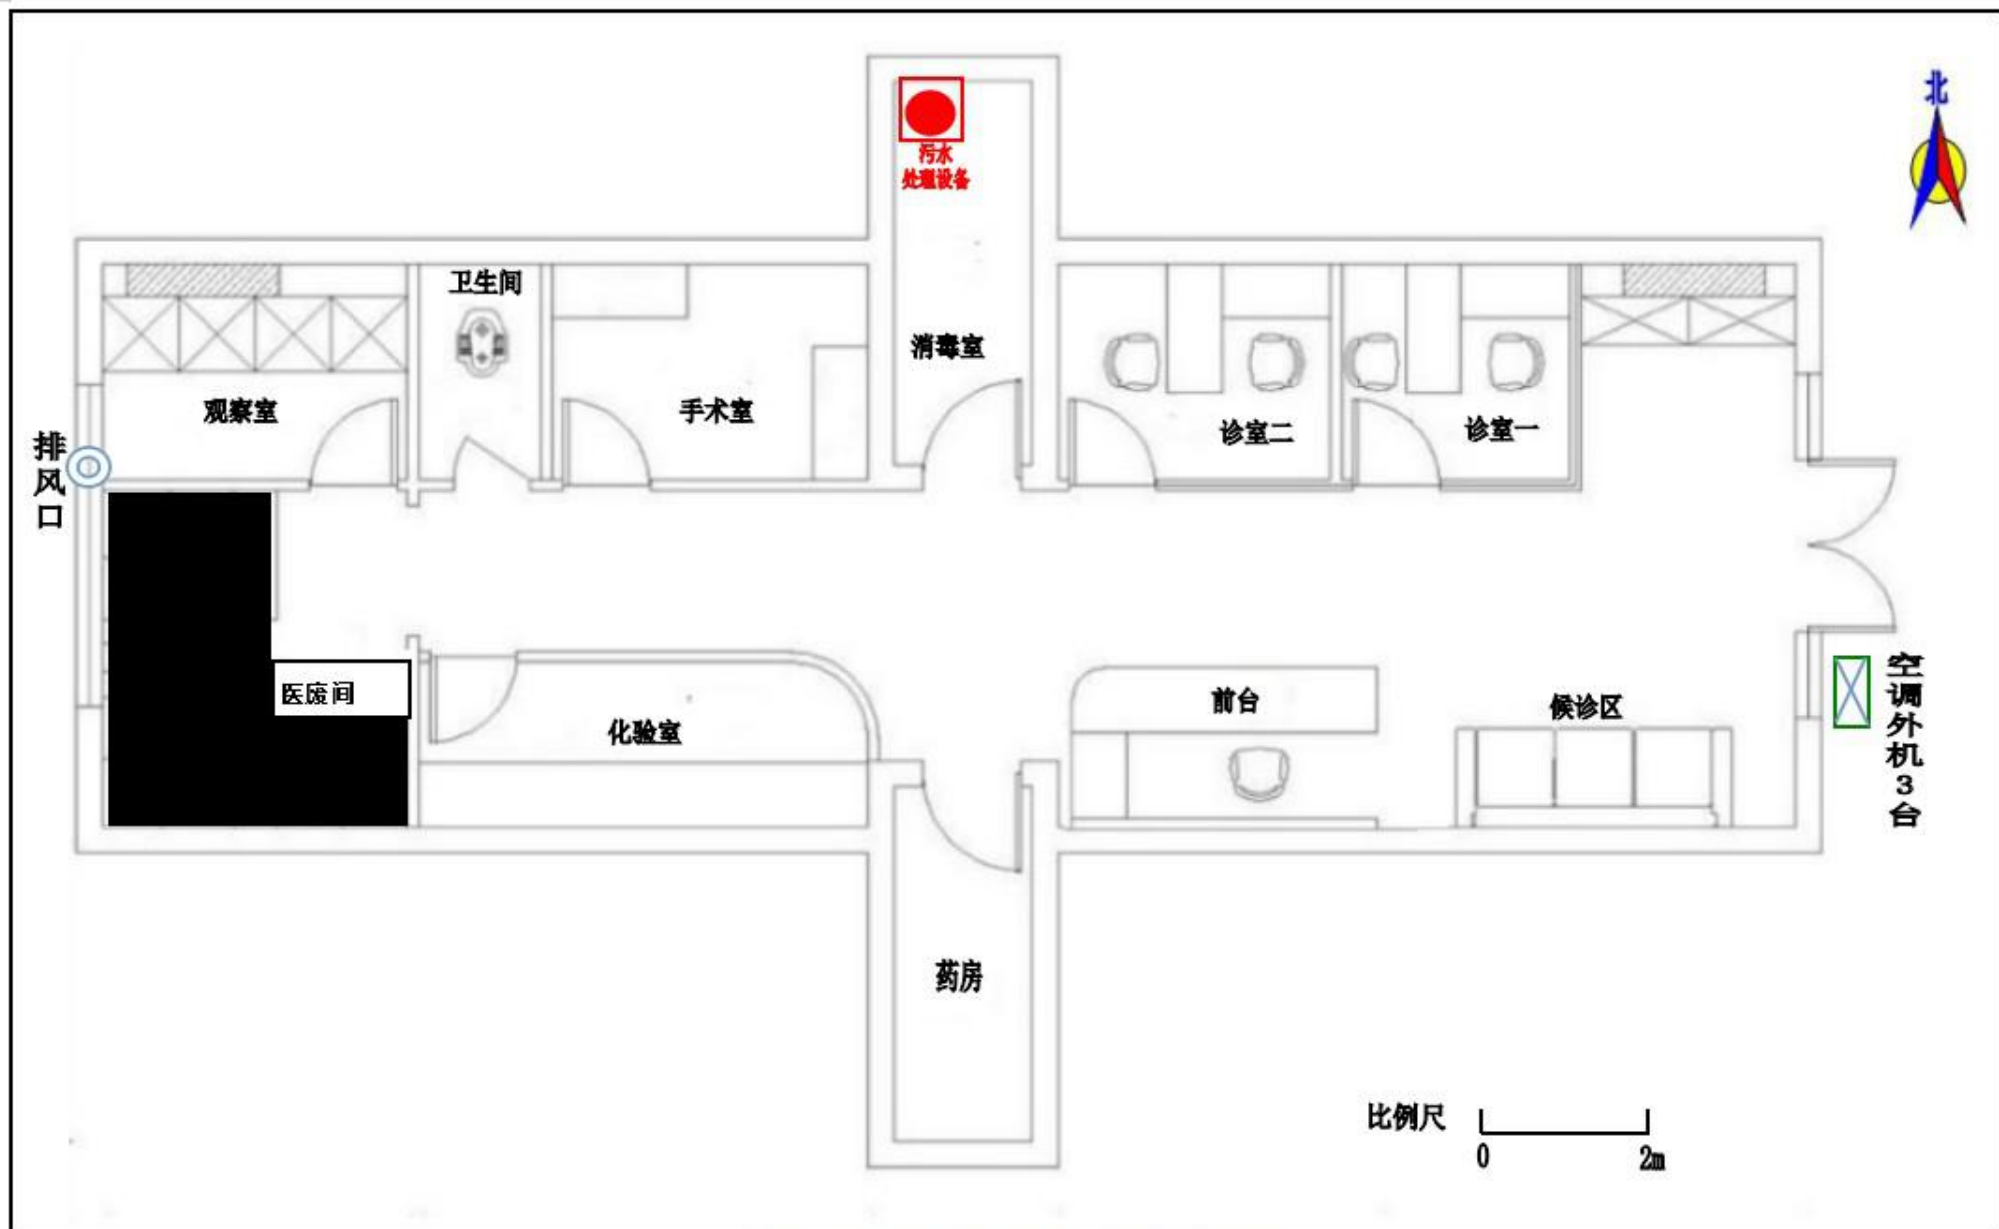 北
污水
处理设备
卫生间
消毒室
观察室
手术室
诊室二
诊室一
排风口
医废间
化验室
前台
候诊区
空调外机3台
药房
比例尺
0
2m